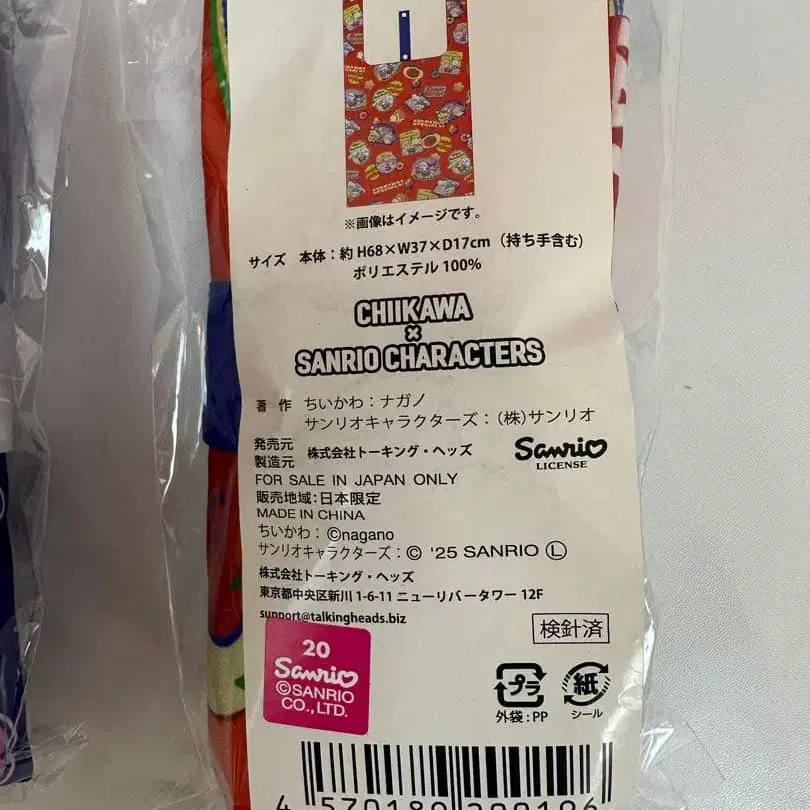 ※画像はイメージです。
サイズ 本体：約 H68×W37×D17cm（持ち手含む）
ポリエステル 100%
CHIIKAWA
×
SANRIO CHARACTERS
著 作 ちいかわ：ナガノ
サンリオキャラクターズ：（株）サンリオ
発売元
製造元 株式会社トーキング・ヘッズ
Sanrio
LICENSE
FOR SALE IN JAPAN ONLY
販売地域：日本限定
MADE IN CHINA
ちいかわ：©nagano
サンリオキャラクターズ：© '25 SANRIO Ⓛ
株式会社トーキング・ヘッズ
東京都中央区新川 1-6-11 ニューリバータワー 12F
support@talkingheads.biz
検針済
20
Sanrio
©SANRIO
CO.,LTD.
プラ
外袋：PP
紙
シール